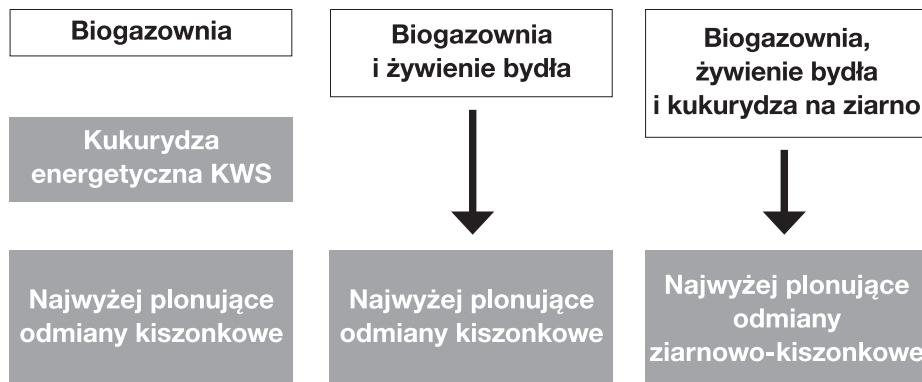 Biogazownia
Kukurydza
energetyczna KWS
Najwyżej plonujące
odmiany kiszonkowe
Biogazownia
i żywienie bydła
Najwyżej plonujące
odmiany kiszonkowe
Biogazownia,
żywienie bydła
i kukurydza na ziarno
Najwyżej plonujące
odmiany
ziarnowo-kiszonkowe